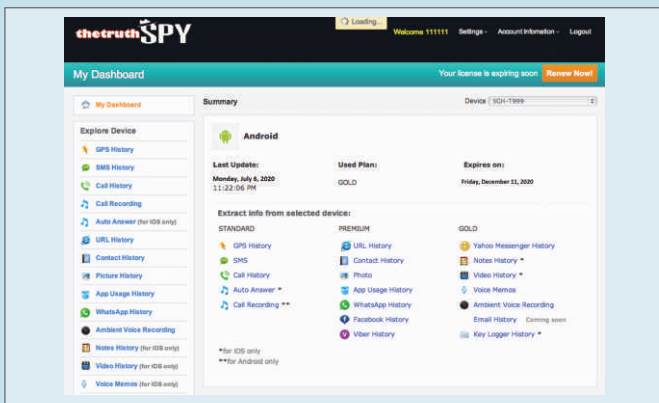 thetruthSPY
Loading...
Welcome 111111 Settings Account Infomation Logout
My Dashboard
Your license is expiring soon Renew Now!
My Dashboard
Explore Device
GPS History
SMS History
Call History
Call Recording
Auto Answer (for iOS only)
URL History
Contact History
Picture History
App Usage History
WhatsApp History
Ambient Voice Recording
Notes History (for iOS only)
Video History (for iOS only)
Voice Memos (for iOS only)
Summary
Device SGH-T999
Android
Last Update: Used Plan: Expires on:
Monday, July 6, 2020
11:22:06 PM
GOLD
Friday, December 11, 2020
Extract info from selected device:
STANDARD
GPS History
SMS
Call History
Auto Answer *
Call Recording **
*for iOS only
**for Android only
PREMIUM
URL History
Contact History
Photo
App Usage History
WhatsApp History
Facebook History
Viber History
GOLD
Yahoo Messenger History
Notes History *
Video History *
Voice Memos
Ambient Voice Recording
Email History Coming soon
Key Logger History *